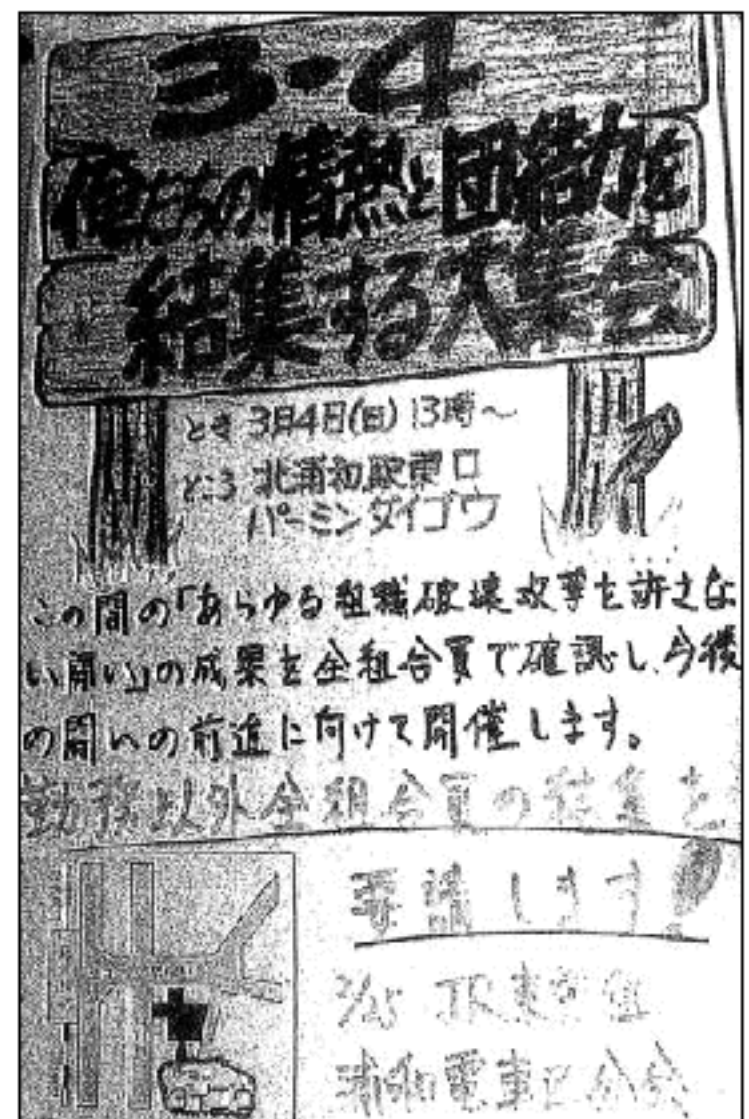 3・4
俺たちの情熱と団結力を
結集する大集会
とき 3月4日(日) 13時〜
ところ 北浦和駅東口
パーミンダイゴウ
この間の「あらゆる組織破壊攻撃を許さな
い闘い」の成果を全組合員で確認し、今後
の闘いの前進に向けて開催します。
勤務以外全組合員の結集を
要請します!
2/25 JR東労組
浦和電車区分会